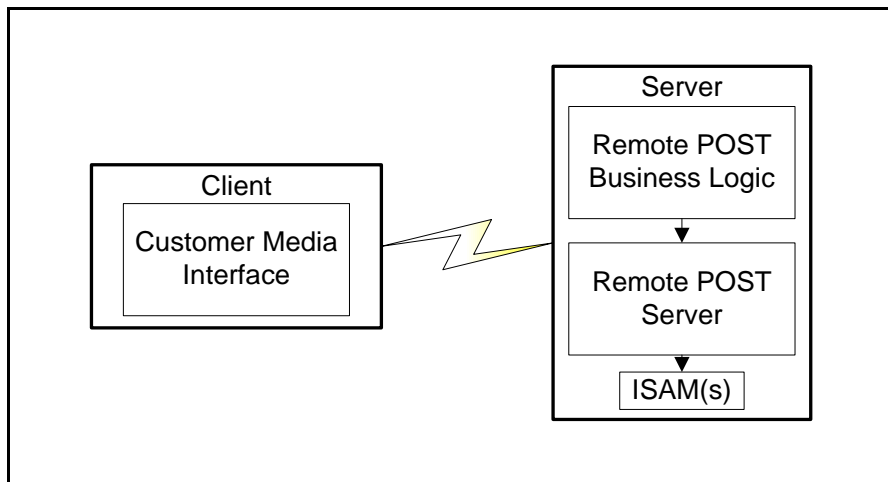 Client
Customer Media
Interface
Server
Remote POST
Business Logic
Remote POST
Server
ISAM(s)